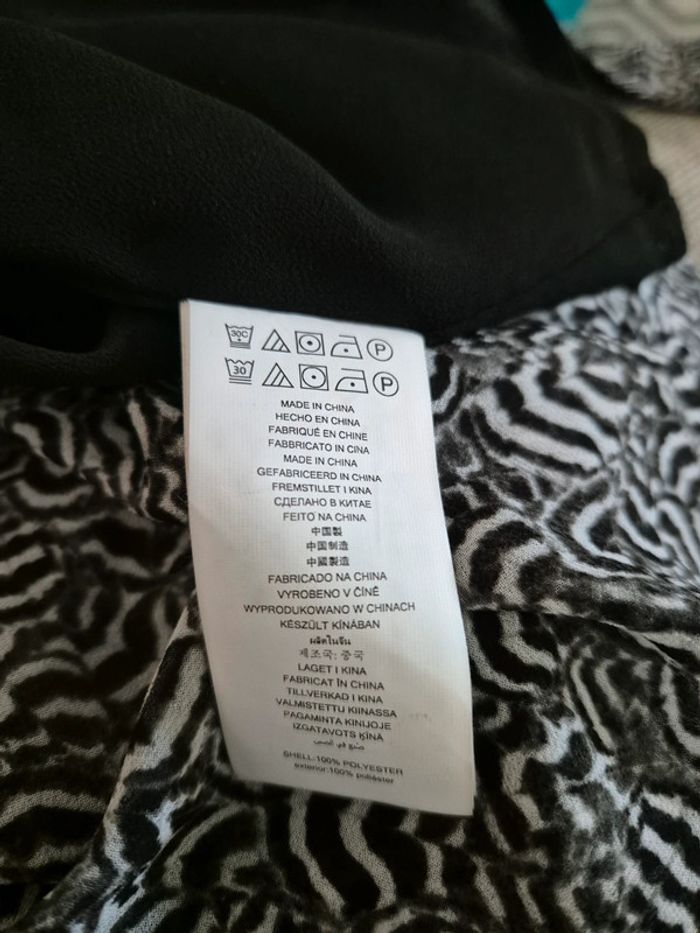 30C P
30 P
MADE IN CHINA
HECHO EN CHINA
FABRIQUÉ EN CHINE
FABBRICATO IN CINA
MADE IN CHINA
GEFABRICEERD IN CHINA
FREMSTILLET I KINA
СДЕЛАНО В КИТАЕ
FEITO NA CHINA
中国製
中国制造
中國製造
FABRICADO NA CHINA
VYROBENO V ČÍNĚ
WYPRODUKOWANO W CHINACH
KÉSZÜLT KÍNÁBAN
ผลิตในจีน
제조국: 중국
LAGET I KINA
FABRICAT ÎN CHINA
TILLVERKAD I KINA
VALMISTETTU KIINASSA
PAGAMINTA KINIJOJE
IZGATAVOTS ĶĪNĀ
صنع في الصين
SHELL:100% POLYESTER
exterior:100% poliéster